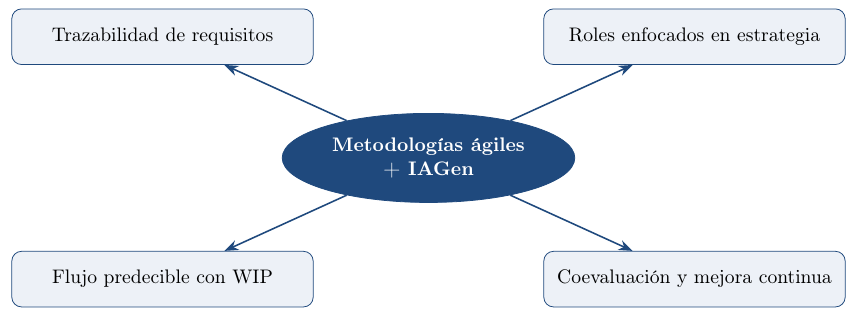 Trazabilidad de requisitos
Roles enfocados en estrategia
Metodologías ágiles
+ IAGen
Flujo predecible con WIP
Coevaluación y mejora continua